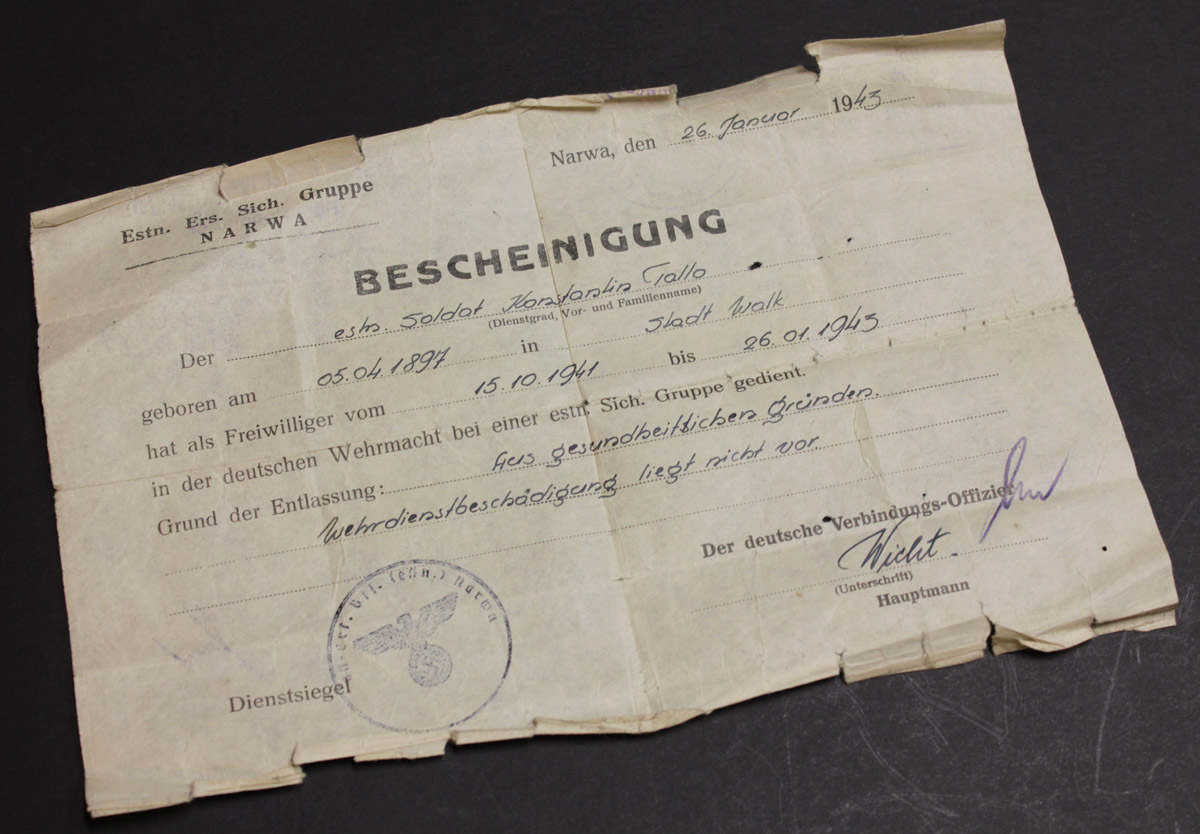 Estn. Ers. Sich. Gruppe
NARWA
Narwa, den 26. Januar 1943
BESCHEINIGUNG
Der estn. Soldat Konstantin Tallo
(Dienstgrad, Vor- und Familienname)
geboren am 05.04.1897 in Stadt Walk
hat als Freiwilliger vom 15.10.1941 bis 26.01.1943
in der deutschen Wehrmacht bei einer estn. Sich. Gruppe gedient.
Grund der Entlassung: Aus gesundheitlichen gründen.
Wehrdienstbeschädigung liegt nicht vor.
Der deutsche Verbindungs-Offizier
Wicht.
(Unterschrift)
Hauptmann
(estn.) Narwa
Dienstsiegel